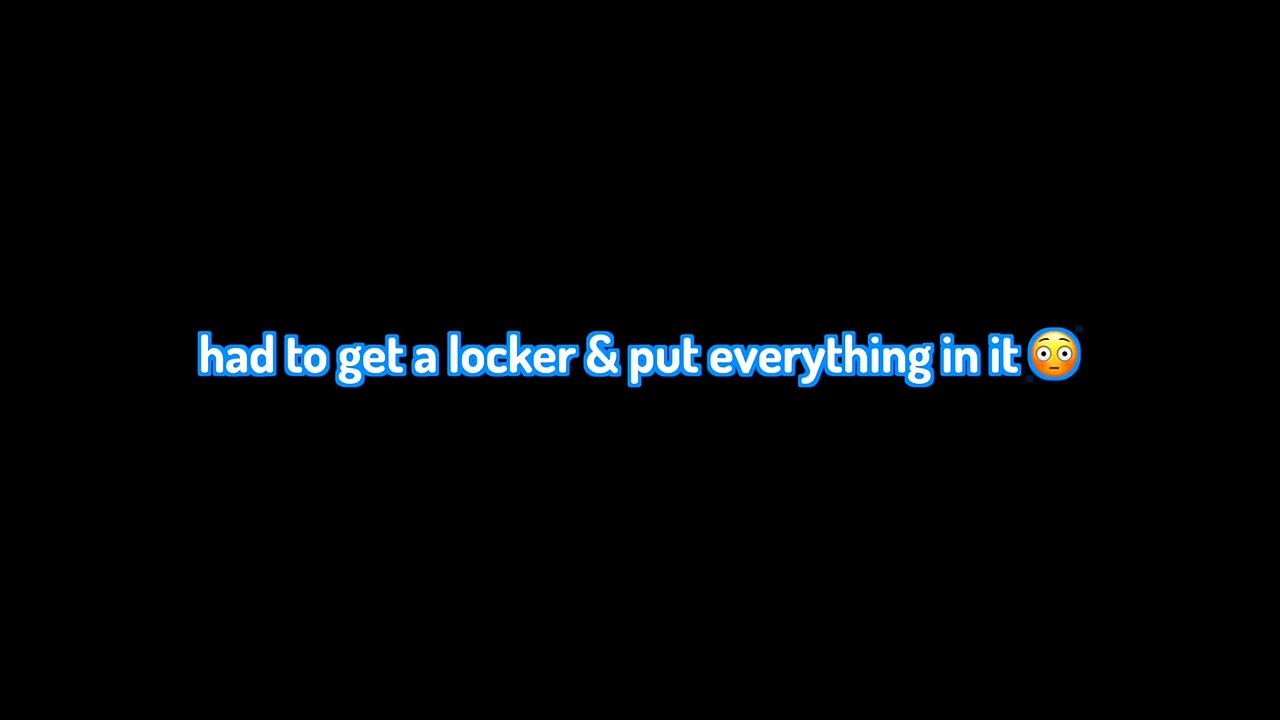 had to get a locker & put everything in it 😳